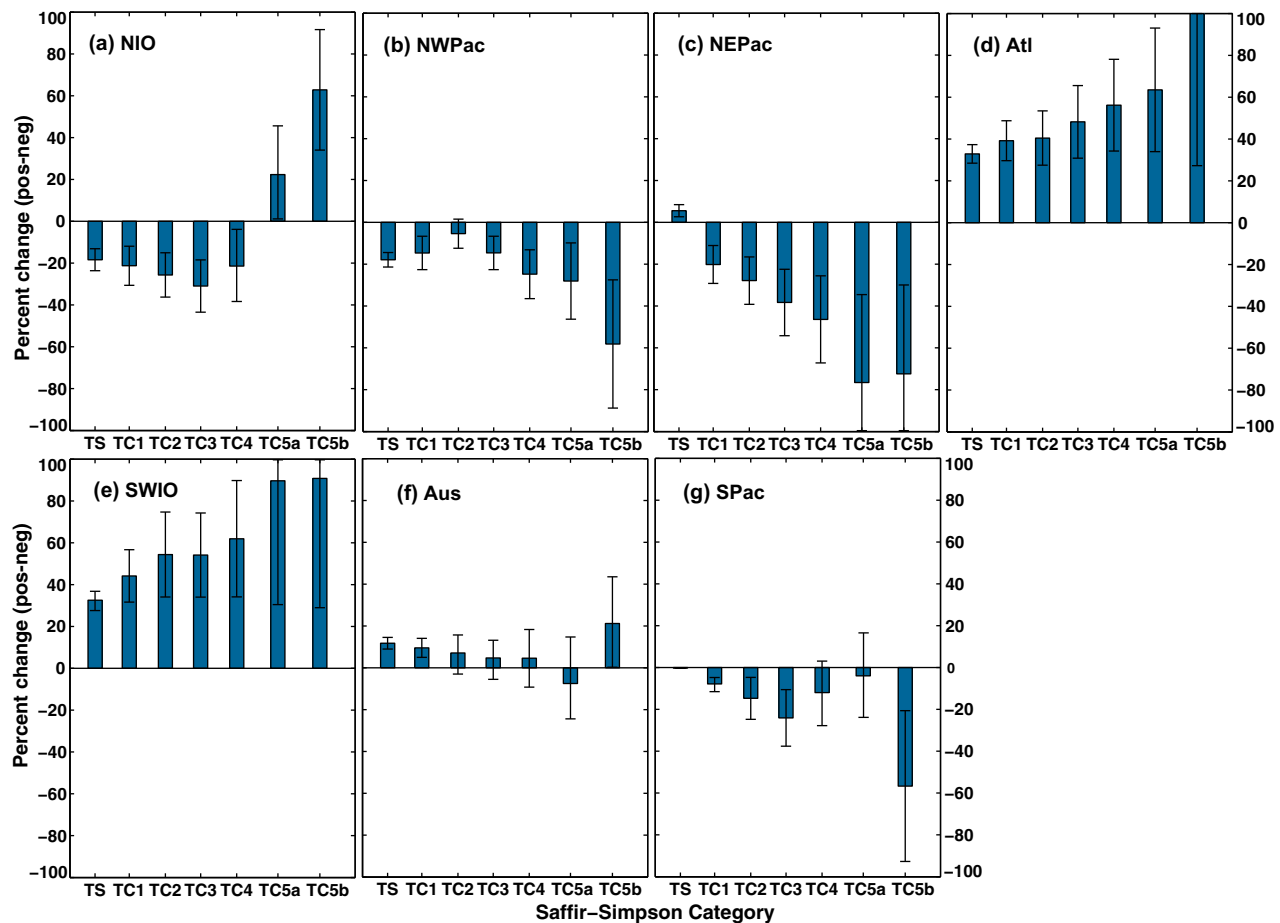 (a) NIO
(b) NWPac
(c) NEPac
(d) Atl
Percent change (pos-neg)
100
80
60
40
20
0
−20
−40
−60
−80
−100
100
80
60
40
20
0
−20
−40
−60
−80
−100
TS TC1 TC2 TC3 TC4 TC5a TC5b
TS TC1 TC2 TC3 TC4 TC5a TC5b
TS TC1 TC2 TC3 TC4 TC5a TC5b
TS TC1 TC2 TC3 TC4 TC5a TC5b
(e) SWIO
(f) Aus
(g) SPac
Percent change (pos-neg)
100
80
60
40
20
0
−20
−40
−60
−80
−100
100
80
60
40
20
0
−20
−40
−60
−80
−100
TS TC1 TC2 TC3 TC4 TC5a TC5b
TS TC1 TC2 TC3 TC4 TC5a TC5b
TS TC1 TC2 TC3 TC4 TC5a TC5b
Saffir−Simpson Category